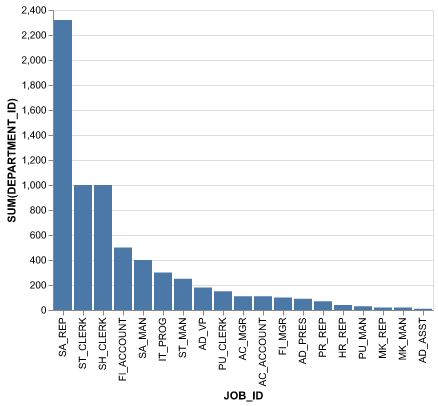 2,400
2,200
2,000
1,800
1,600
1,400
1,200
1,000
800
600
400
200
0
SUM(DEPARTMENT_ID)
SA_REP
ST_CLERK
SH_CLERK
FI_ACCOUNT
SA_MAN
IT_PROG
ST_MAN
AD_VP
PU_CLERK
AC_MGR
AC_ACCOUNT
FI_MGR
AD_PRES
PR_REP
HR_REP
PU_MAN
MK_REP
MK_MAN
AD_ASST
JOB_ID